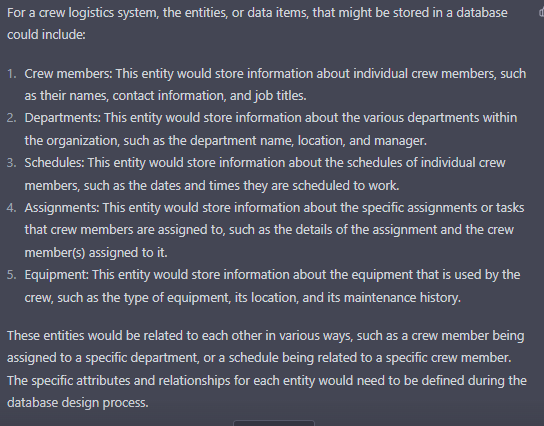 For a crew logistics system, the entities, or data items, that might be stored in a database
could include:
1. Crew members: This entity would store information about individual crew members, such
as their names, contact information, and job titles.
2. Departments: This entity would store information about the various departments within
the organization, such as the department name, location, and manager.
3. Schedules: This entity would store information about the schedules of individual crew
members, such as the dates and times they are scheduled to work.
4. Assignments: This entity would store information about the specific assignments or tasks
that crew members are assigned to, such as the details of the assignment and the crew
member(s) assigned to it.
5. Equipment: This entity would store information about the equipment that is used by the
crew, such as the type of equipment, its location, and its maintenance history.
These entities would be related to each other in various ways, such as a crew member being
assigned to a specific department, or a schedule being related to a specific crew member.
The specific attributes and relationships for each entity would need to be defined during the
database design process.